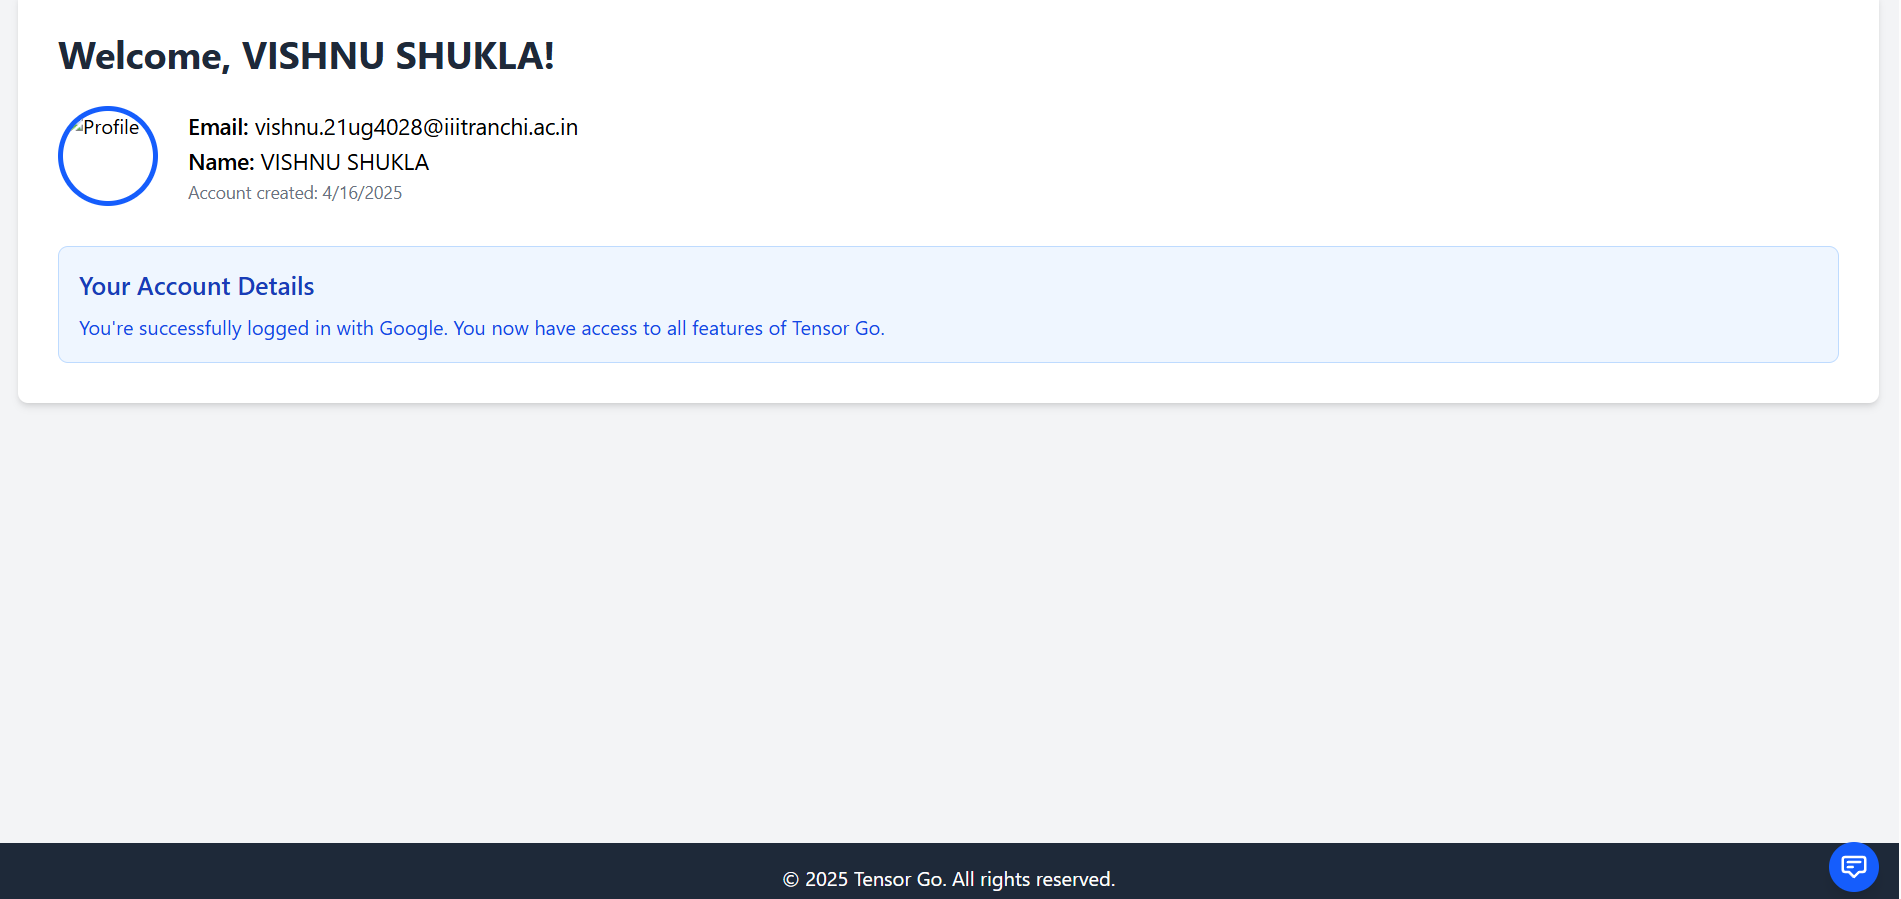 Welcome, VISHNU SHUKLA!
Profile
Email: vishnu.21ug4028@iiitranchi.ac.in
Name: VISHNU SHUKLA
Account created: 4/16/2025
Your Account Details
You're successfully logged in with Google. You now have access to all features of Tensor Go.
© 2025 Tensor Go. All rights reserved.